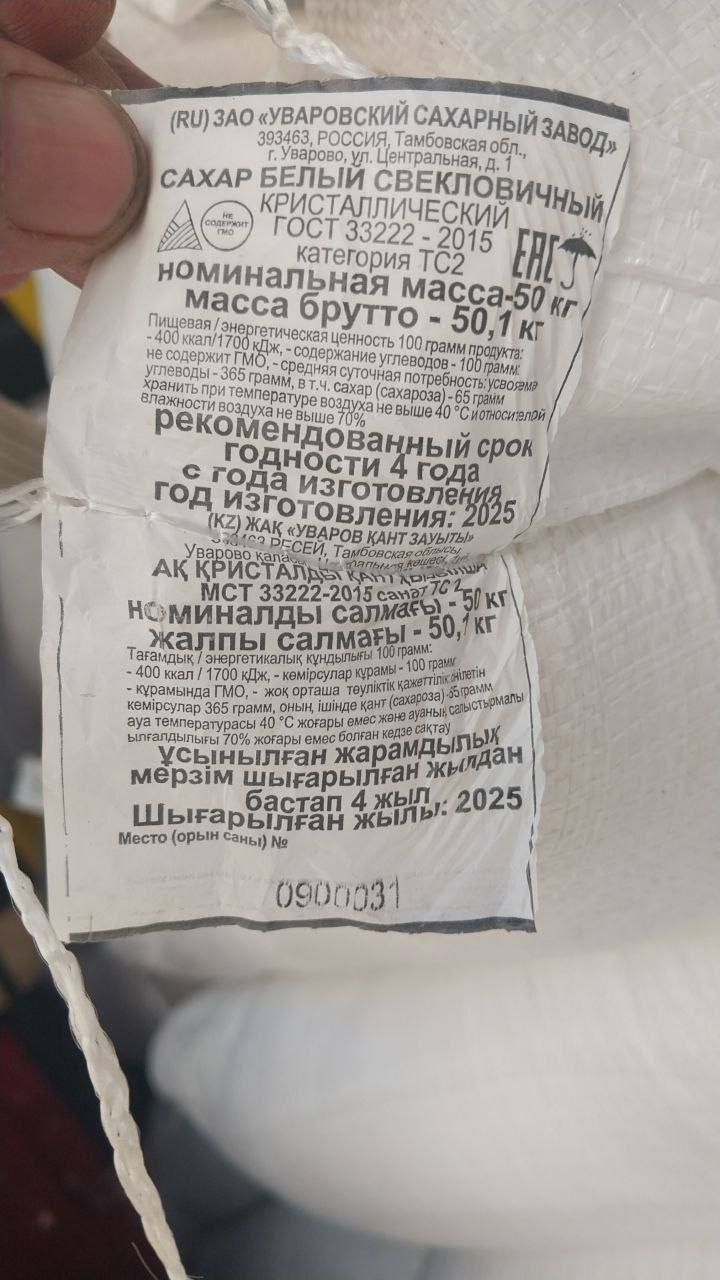 (RU) ЗАО «УВАРОВСКИЙ САХАРНЫЙ ЗАВОД»
393463, РОССИЯ, Тамбовская обл.,
г. Уварово, ул. Центральная, д. 1
САХАР БЕЛЫЙ СВЕКЛОВИЧНЫЙ
КРИСТАЛЛИЧЕСКИЙ
НЕ СОДЕРЖИТ ГМО
ГОСТ 33222 - 2015
EAC
категория ТС2
номинальная масса-50 кг
масса брутто - 50,1 кг
Пищевая / энергетическая ценность 100 грамм продукта:
- 400 ккал/1700 кДж, - содержание углеводов - 100 грамм:
не содержит ГМО, - средняя суточная потребность: усвояема
углеводы - 365 грамм, в т.ч. сахар (сахароза) - 65 грамм
хранить при температуре воздуха не выше 40 °С и относителрй
влажности воздуха не выше 70%
рекомендованный срок
годности 4 года
с года изготовления
год изготовления: 2025
(KZ) ЖАҚ «УВАРОВ ҚАНТ ЗАУЫТЫ»
РЕСЕЙ, Тамбовская облысы,
Уварово
АҚ КРИСТАЛДЫ ҚАНТ
МСТ 33222-2015 санат ТС 2
номиналды салмағы - 50 кг
жалпы салмағы - 50,1 кг
Тағамдық / энергетикалық құндылығы 100 грамм:
- 400 ккал / 1700 кДж, - көмірсулар құрамы - 100 грамм
- құрамында ГМО, - жоқ орташа тәуліктік қажеттілік
көмірсулар 365 грамм, оның ішінде қант (сахароза) грамм
ауа температурасы 40 °С жоғары емес және ауаның салыстырмалы
ылғалдылығы 70% жоғары емес болған кедзе сақтау
Ұсынылған жарамдылық
мерзім шығарылған жылдан
бастап 4 жыл
Шығарылған жылы: 2025
Место (орын саны) №
0900031